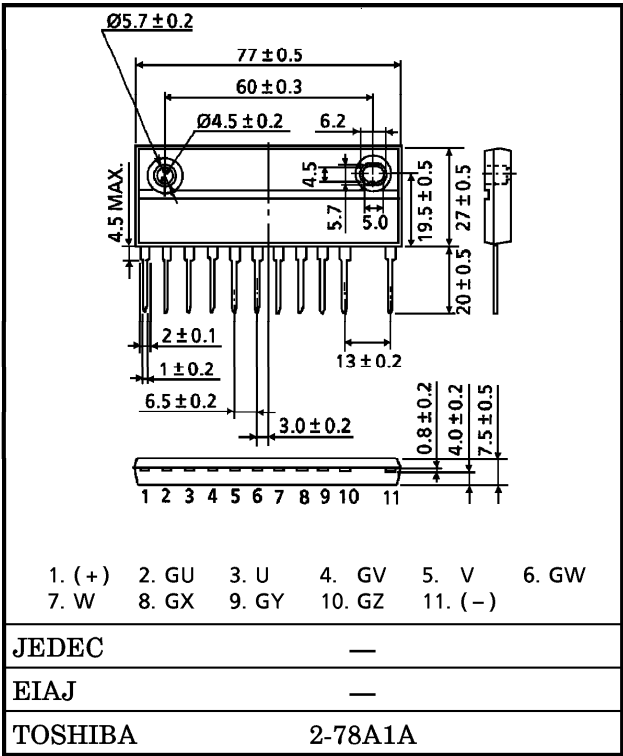 Ø5.7±0.2
77±0.5
60±0.3
Ø4.5±0.2
6.2
4.5 MAX.
4.5
5.7
5.0
19.5±0.5
27±0.5
20±0.5
2±0.1
13±0.2
1±0.2
6.5±0.2
3.0±0.2
0.8±0.2
4.0±0.2
7.5±0.5
1 2 3 4 5 6 7 8 9 10 11
1. (+) 2. GU 3. U 4. GV 5. V 6. GW
7. W 8. GX 9. GY 10. GZ 11. (−)
JEDEC —
EIAJ —
TOSHIBA 2-78A1A